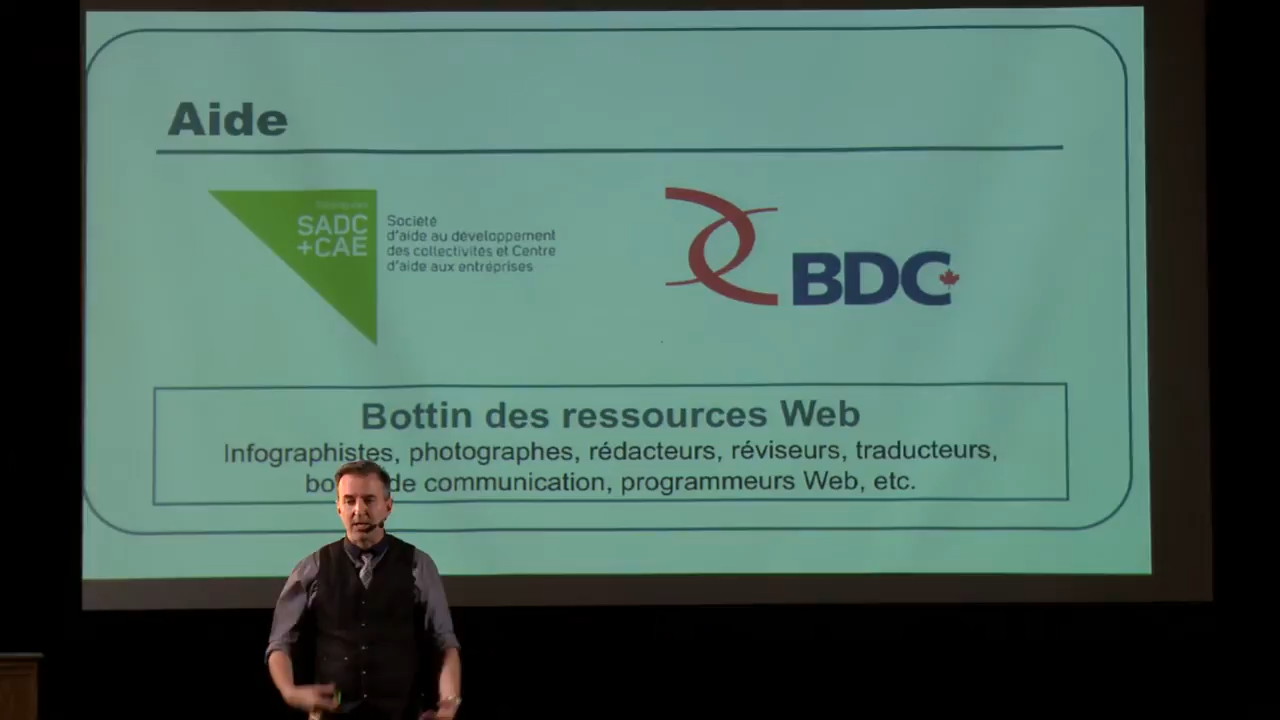 Aide
SADC
+CAE
Société
d'aide au développement
des collectivités et Centre
d'aide aux entreprises
BDC
Bottin des ressources Web
Infographistes, photographes, rédacteurs, réviseurs, traducteurs,
de communication, programmeurs Web, etc.